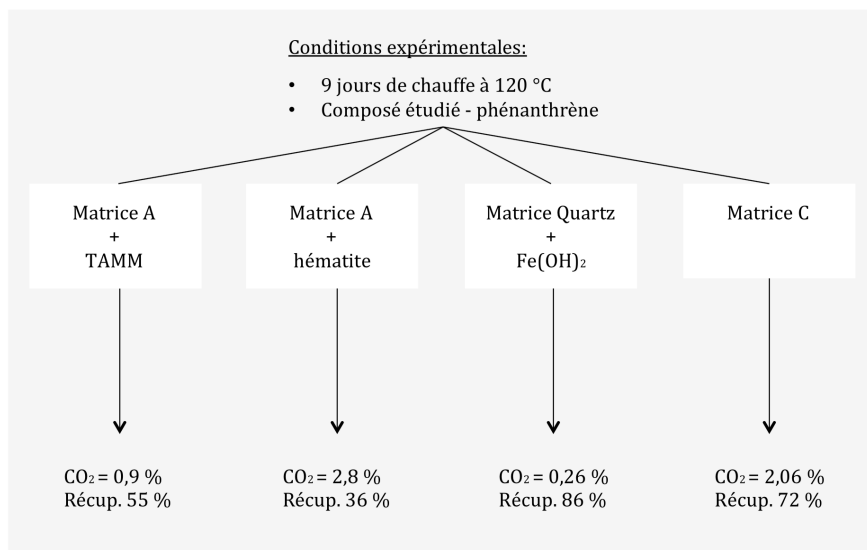 Conditions expérimentales:
• 9 jours de chauffe à 120 °C
• Composé étudié - phénanthrène
Matrice A
+
TAMM
Matrice A
+
hématite
Matrice Quartz
+
Fe(OH)₂
Matrice C
CO₂ = 0,9 %
Récup. 55 %
CO₂ = 2,8 %
Récup. 36 %
CO₂ = 0,26 %
Récup. 86 %
CO₂ = 2,06 %
Récup. 72 %